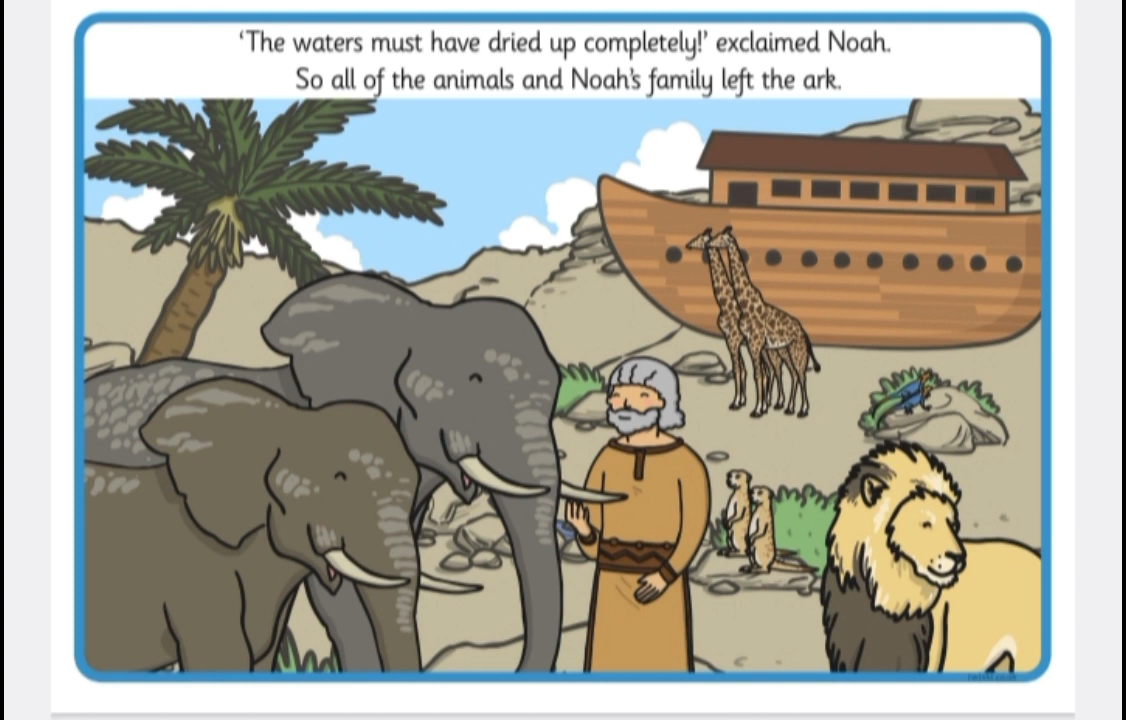 ‘The waters must have dried up completely!’ exclaimed Noah.
So all of the animals and Noah’s family left the ark.